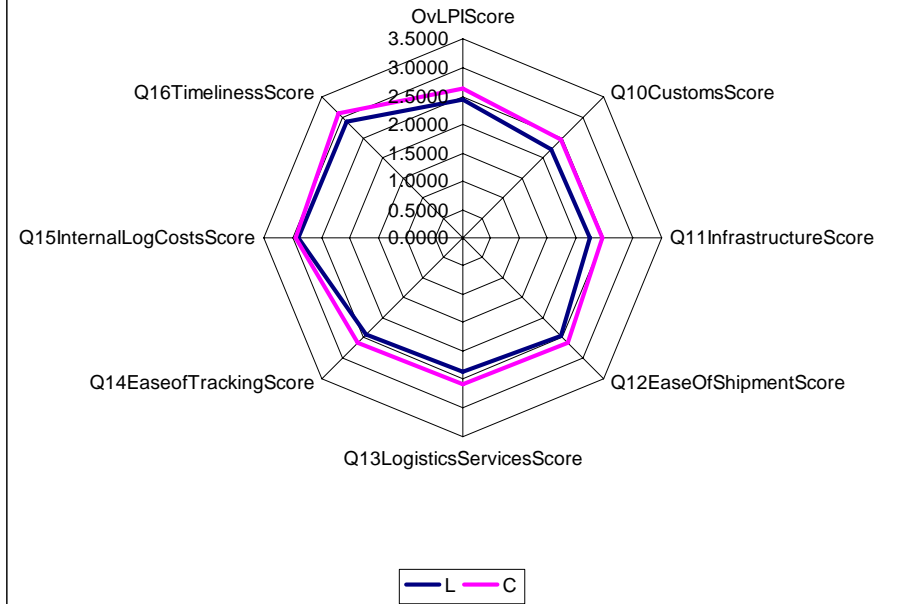 OvLPIScore
3.5000
3.0000
Q16TimelinessScore
2.5000
Q10CustomsScore
2.0000
1.5000
1.0000
0.5000
Q15InternalLogCostsScore
0.0000
Q11InfrastructureScore
Q14EaseofTrackingScore
Q12EaseOfShipmentScore
Q13LogisticsServicesScore
L C